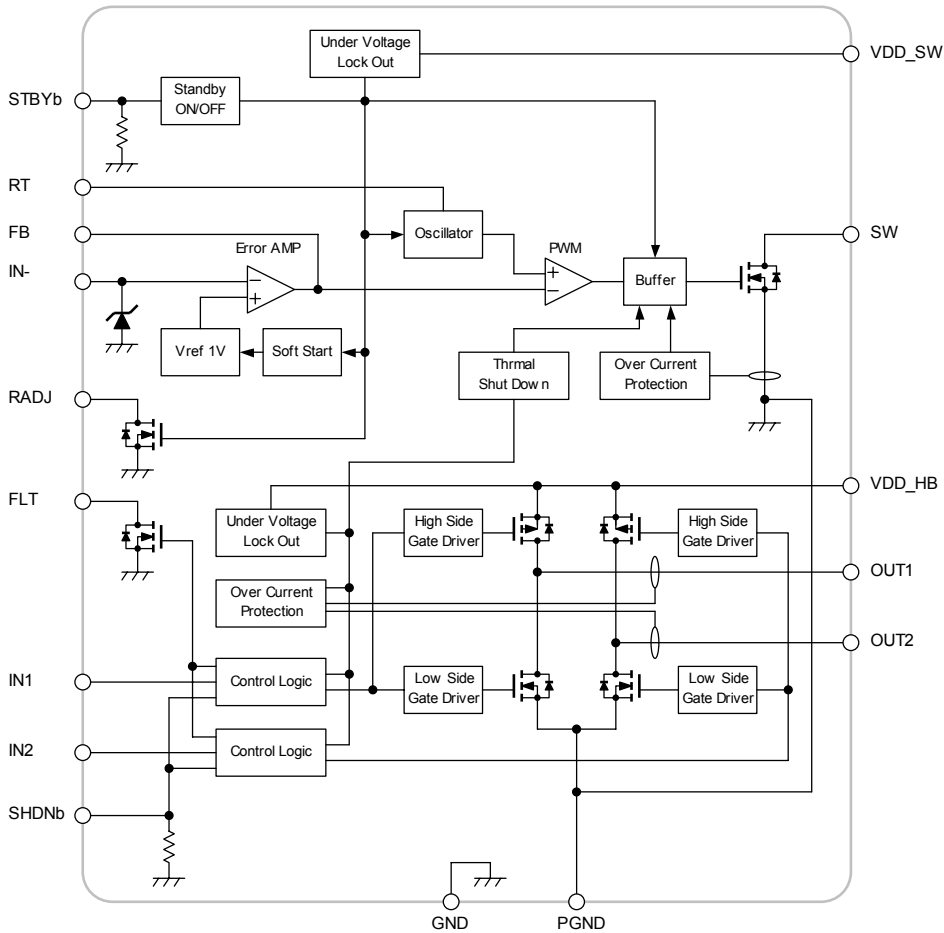 Under Voltage
Lock Out
VDD_SW
STBYb
Standby
ON/OFF
RT
FB
Error AMP
Oscillator
PWM
SW
IN-
−
+
+
−
Buffer
Vref 1V
Soft Start
Thrmal
Shut Down
Over Current
Protection
RADJ
FLT
VDD_HB
Under Voltage
Lock Out
High Side
Gate Driver
High Side
Gate Driver
OUT1
Over Current
Protection
OUT2
IN1
Control Logic
Low Side
Gate Driver
Low Side
Gate Driver
IN2
Control Logic
SHDNb
GND
PGND